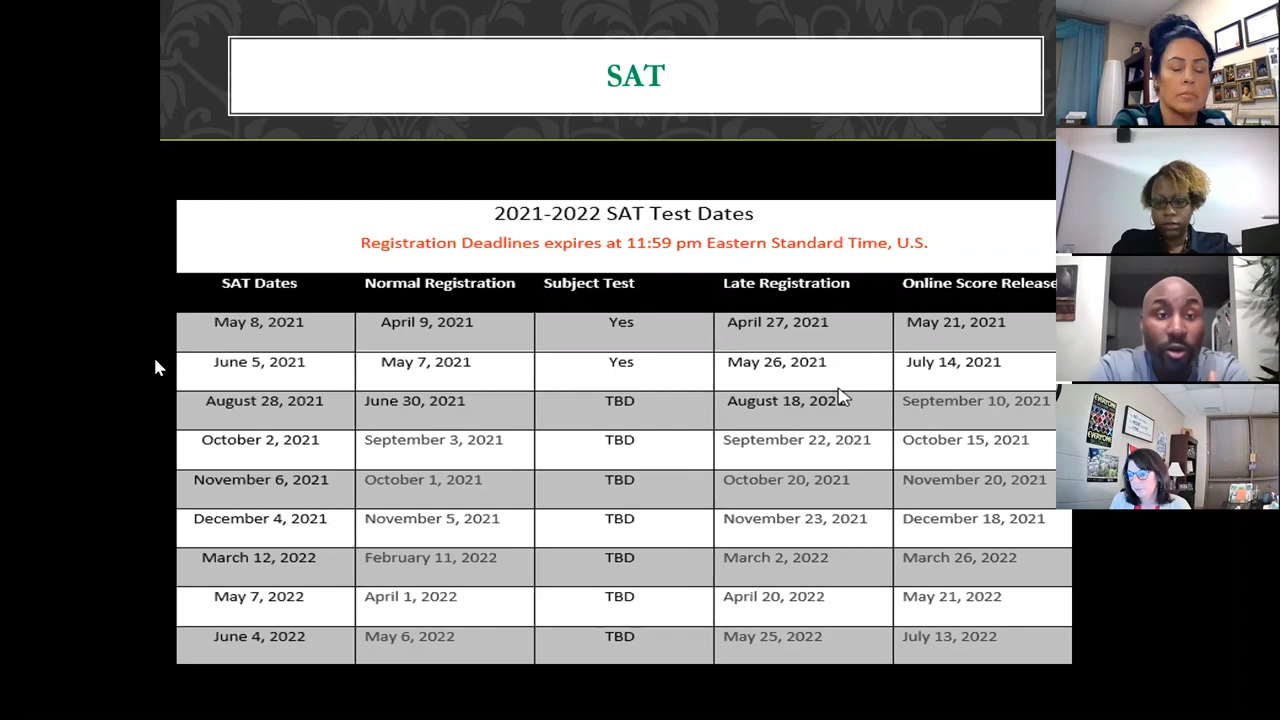 SAT
2021-2022 SAT Test Dates
Registration Deadlines expires at 11:59 pm Eastern Standard Time, U.S.
SAT Dates Normal Registration Subject Test Late Registration Online Score Release
May 8, 2021 April 9, 2021 Yes April 27, 2021 May 21, 2021
June 5, 2021 May 7, 2021 Yes May 26, 2021 July 14, 2021
August 28, 2021 June 30, 2021 TBD August 18, 2021 September 10, 2021
October 2, 2021 September 3, 2021 TBD September 22, 2021 October 15, 2021
November 6, 2021 October 1, 2021 TBD October 20, 2021 November 20, 2021
December 4, 2021 November 5, 2021 TBD November 23, 2021 December 18, 2021
March 12, 2022 February 11, 2022 TBD March 2, 2022 March 26, 2022
May 7, 2022 April 1, 2022 TBD April 20, 2022 May 21, 2022
June 4, 2022 May 6, 2022 TBD May 25, 2022 July 13, 2022
EVERYONE
EVERYONE